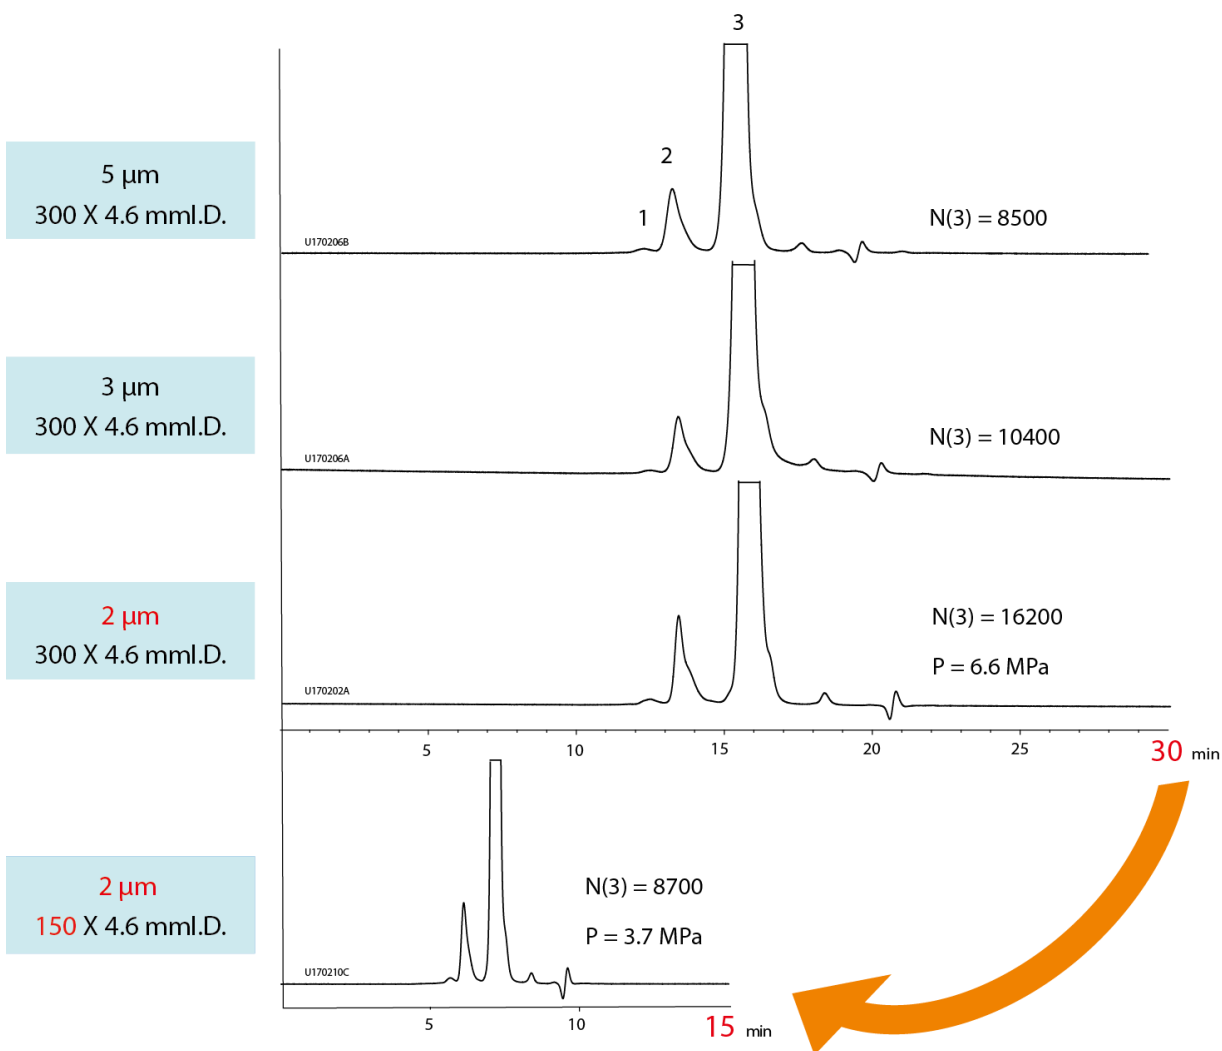 3
5 μm
300 X 4.6 mmI.D.
2
1
N(3) = 8500
U170206B
3 μm
300 X 4.6 mmI.D.
N(3) = 10400
U170206A
2 μm
300 X 4.6 mmI.D.
N(3) = 16200
P = 6.6 MPa
U170202A
5 10 15 20 25 30 min
2 μm
150 X 4.6 mmI.D.
N(3) = 8700
P = 3.7 MPa
U170210C
5 10 15 min